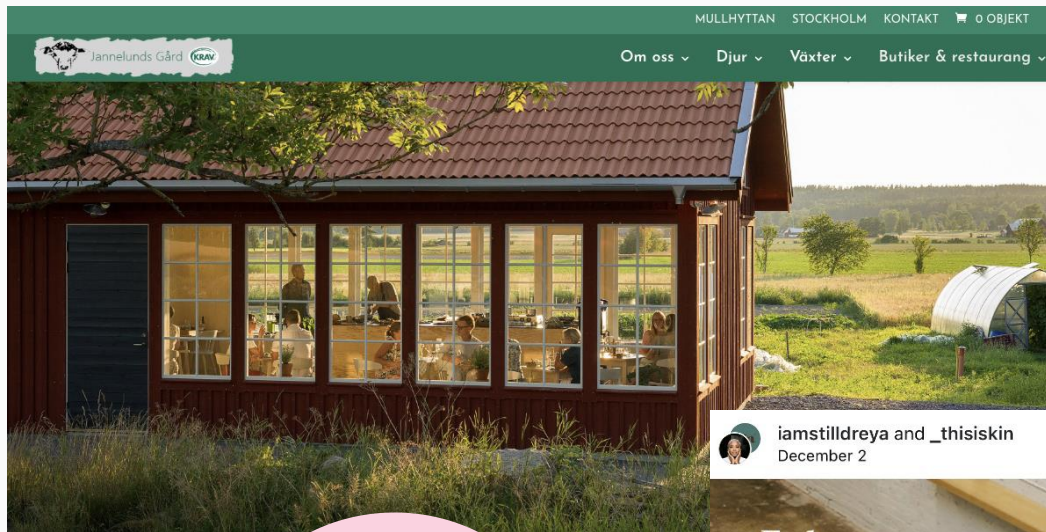 MULLHYTTAN STOCKHOLM KONTAKT 0 OBJEKT
Jannelunds Gård KRAV
Om oss Djur Växter Butiker & restaurang
iamstilldreya and _thisiskin
December 2